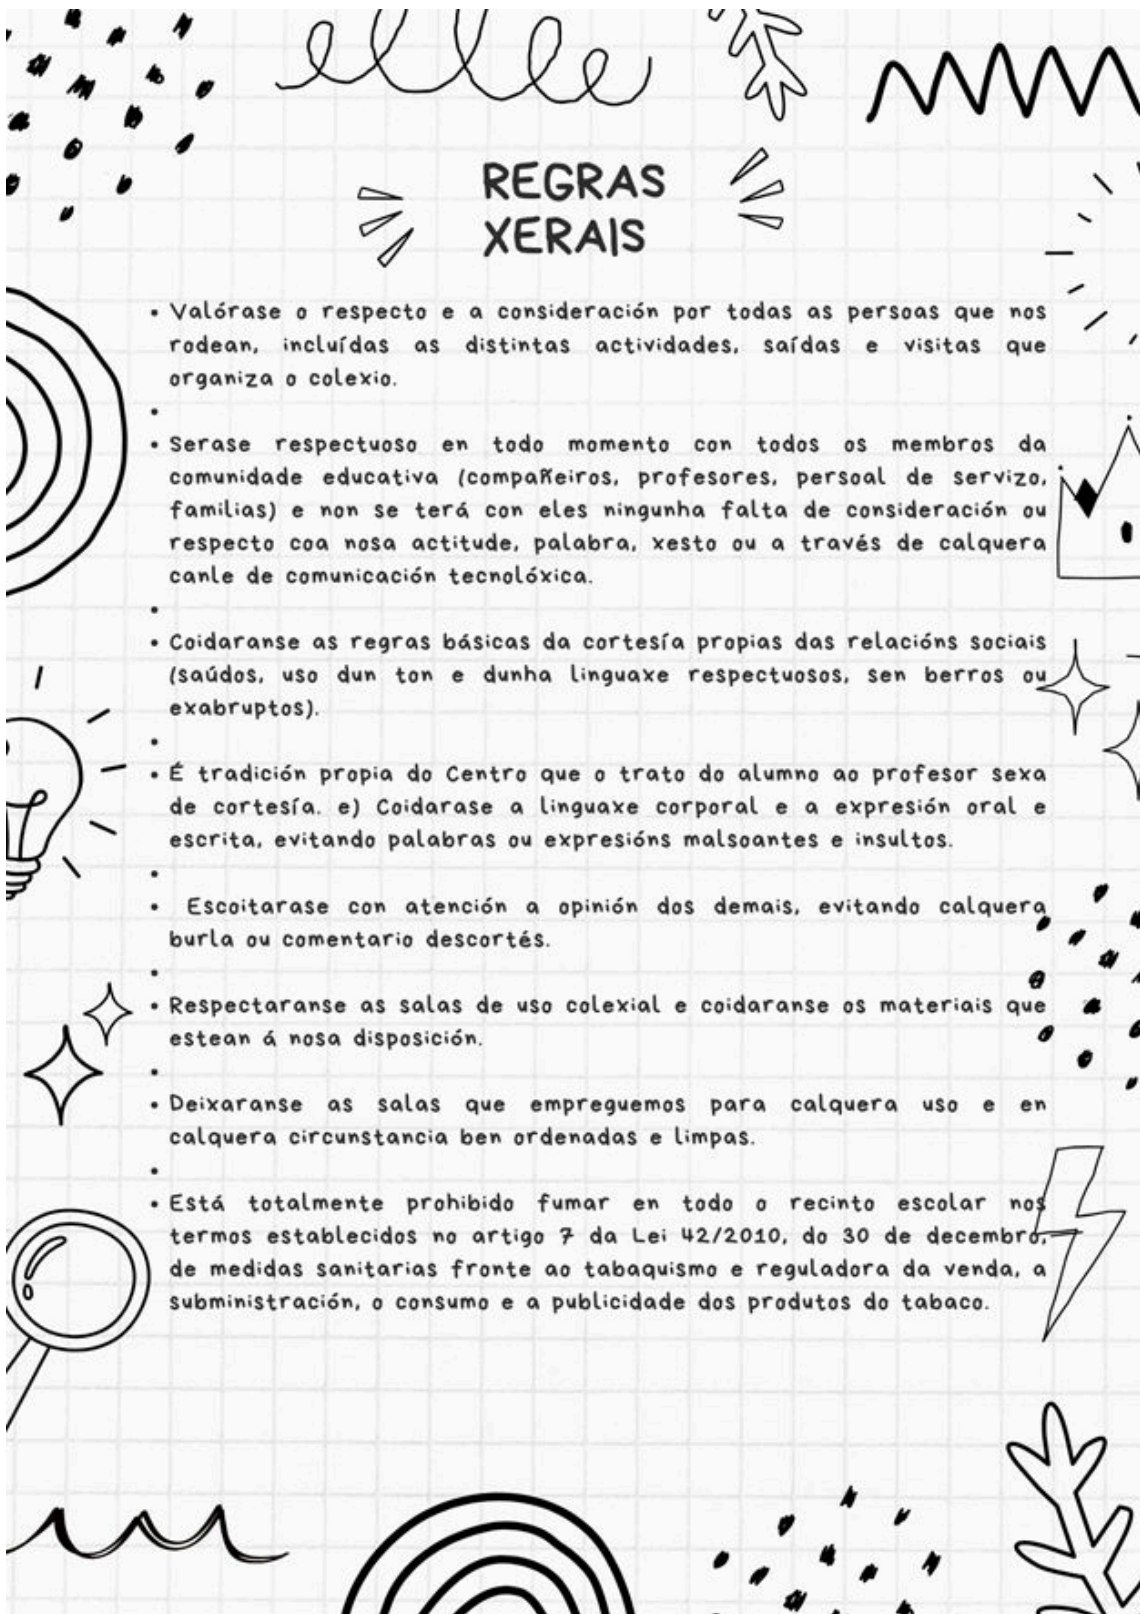 REGRAS
XERAIS
• Valórase o respecto e a consideración por todas as persoas que nos
rodean, incluídas as distintas actividades, saídas e visitas que
organiza o colexio.
•
• Serase respectuoso en todo momento con todos os membros da
comunidade educativa (compañeiros, profesores, persoal de servizo,
familias) e non se terá con eles ningunha falta de consideración ou
respecto coa nosa actitude, palabra, xesto ou a través de calquera
canle de comunicación tecnolóxica.
•
• Coidaranse as regras básicas da cortesía propias das relacións sociais
(saúdos, uso dun ton e dunha linguaxe respectuosos, sen berros ou
exabruptos).
•
• É tradición propia do Centro que o trato do alumno ao profesor sexa
de cortesía. e) Coidarase a linguaxe corporal e a expresión oral e
escrita, evitando palabras ou expresións malsoantes e insultos.
•
• Escoitarase con atención a opinión dos demais, evitando calquera
burla ou comentario descortés.
•
• Respectaranse as salas de uso colexial e coidaranse os materiais que
estean á nosa disposición.
•
• Deixaranse as salas que empreguemos para calquera uso e en
calquera circunstancia ben ordenadas e limpas.
•
• Está totalmente prohibido fumar en todo o recinto escolar nos
termos establecidos no artigo 7 da Lei 42/2010, do 30 de decembro,
de medidas sanitarias fronte ao tabaquismo e reguladora da venda, a
subministración, o consumo e a publicidade dos produtos do tabaco.